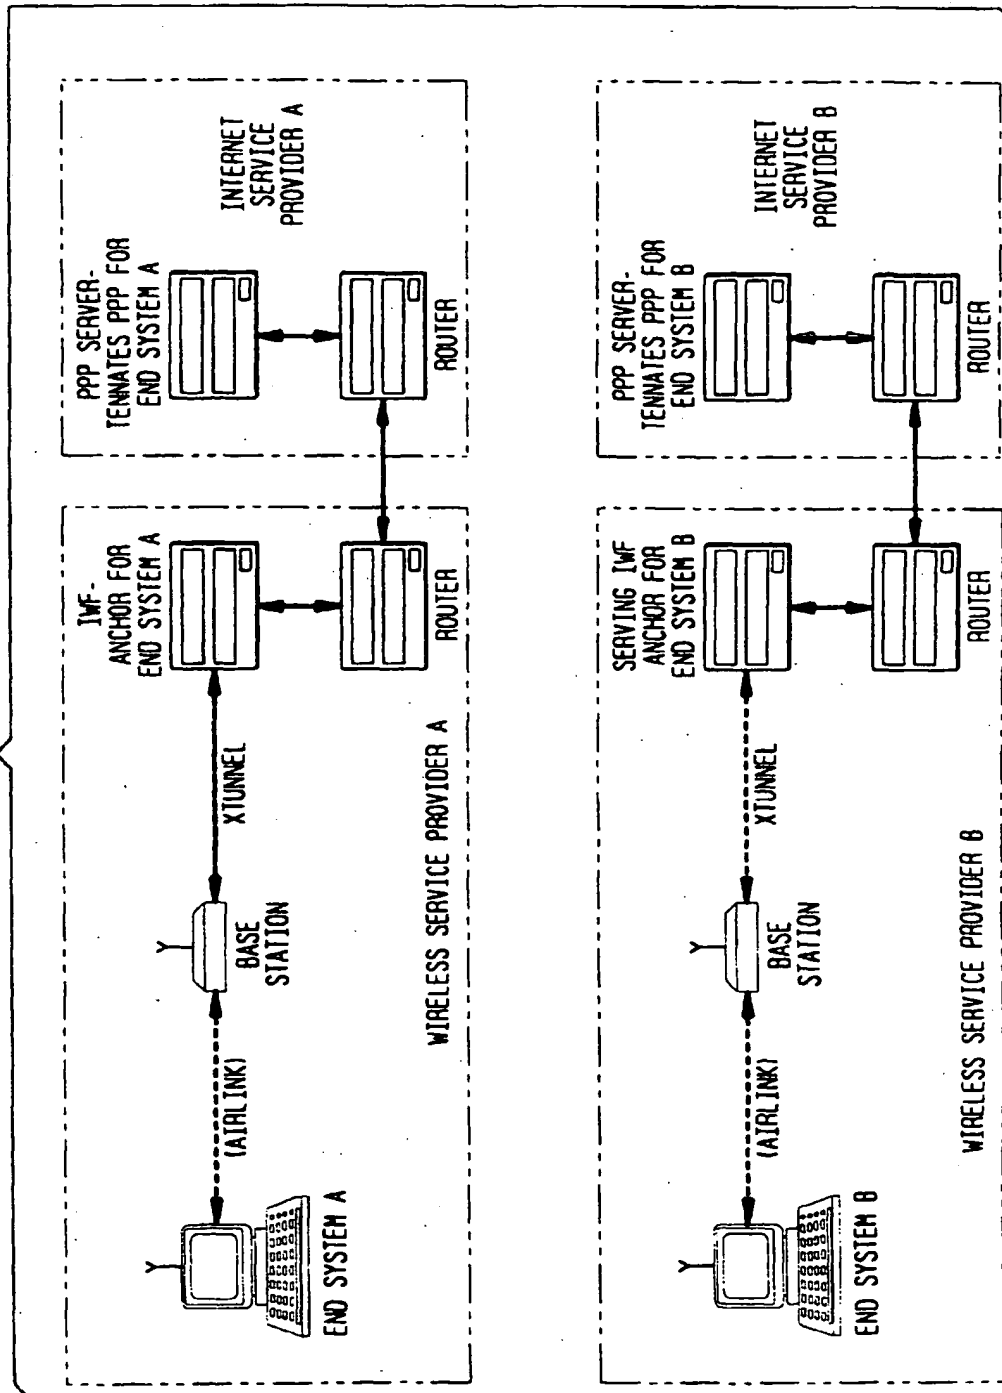 IWF-
ANCHOR FOR
END SYSTEM A
PPP SERVER-
TENNATES PPP FOR
END SYSTEM A
INTERNET
SERVICE
PROVIDER A
(AIRLINK)
XTUNNEL
END SYSTEM A
BASE
STATION
ROUTER
ROUTER
WIRELESS SERVICE PROVIDER A
SERVING IWF
ANCHOR FOR
END SYSTEM B
PPP SERVER-
TENNATES PPP FOR
END SYSTEM B
INTERNET
SERVICE
PROVIDER B
(AIRLINK)
XTUNNEL
END SYSTEM B
BASE
STATION
ROUTER
ROUTER
WIRELESS SERVICE PROVIDER B